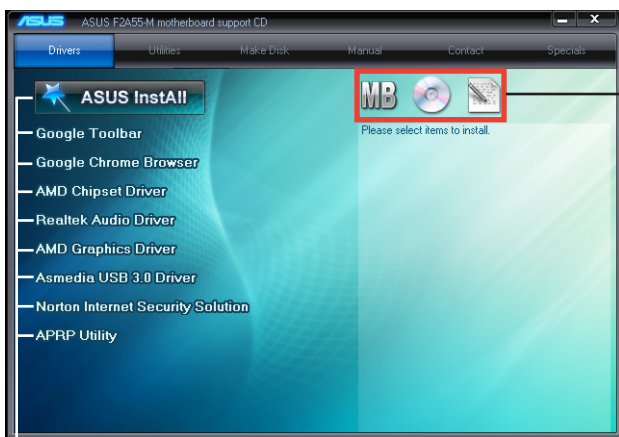 ASUS ASUS F2A55-M motherboard support CD
Drivers Utilities Make Disk Manual Contact Specials
ASUS InstAll
MB
Please select items to install.
Google Toolbar
Google Chrome Browser
AMD Chipset Driver
Realtek Audio Driver
AMD Graphics Driver
Asmedia USB 3.0 Driver
Norton Internet Security Solution
APRP Utility